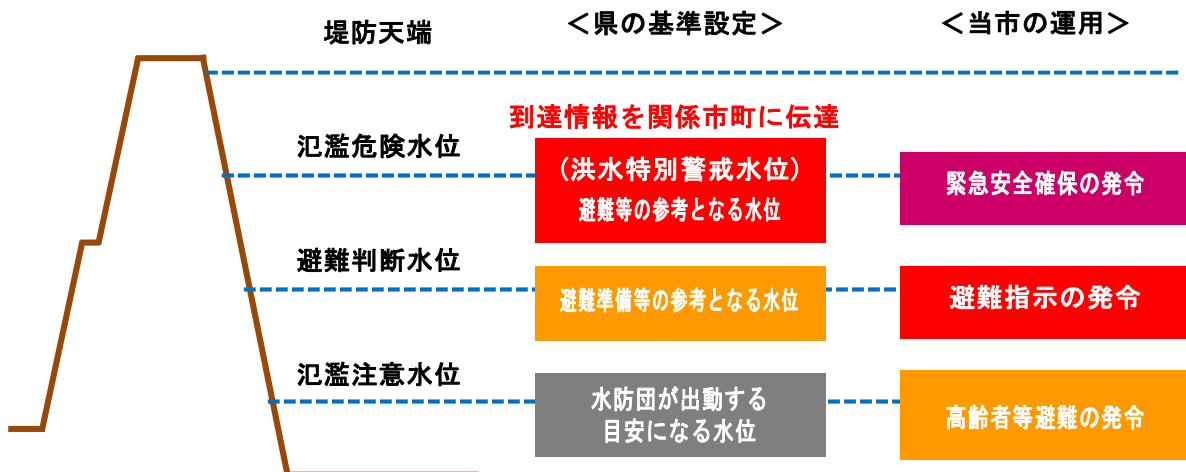 堤防天端
＜県の基準設定＞
＜当市の運用＞
到達情報を関係市町に伝達
氾濫危険水位
（洪水特別警戒水位）
避難等の参考となる水位
緊急安全確保の発令
避難判断水位
避難準備等の参考となる水位
避難指示の発令
氾濫注意水位
水防団が出動する
目安になる水位
高齢者等避難の発令